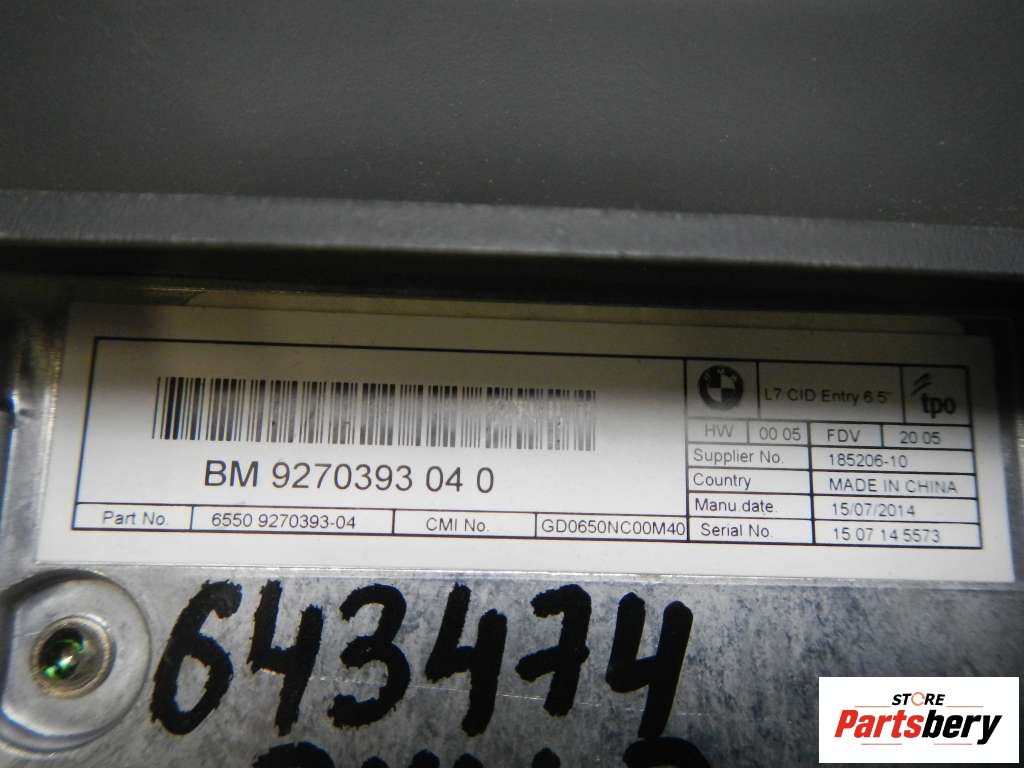 L7 CID Entry 6.5"
tpo
HW 00 05 FDV 20 05
Supplier No. 185206-10
Country MADE IN CHINA
Manu.date. 15/07/2014
Serial No. 15 07 14 5573
BM 9270393 04 0
Part No. 6550 9270393-04 CMI No. GD0650NC00M40
643474
STORE
Partsbery